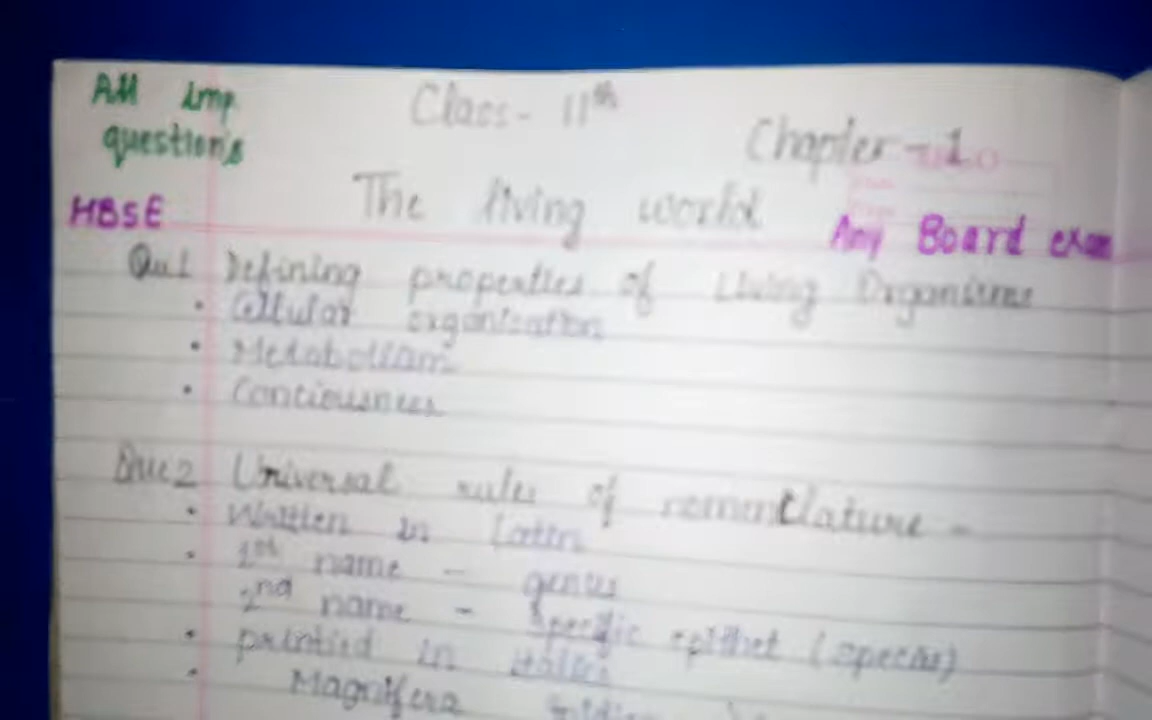 All imp
Class- 11th
questions
Chapter-1
The living world
HBSE
Any Board exam
Qu1 Defining properties of Living Organisms
• Cellular organisation
• Metabolism
• Conciousness
Que2 Universal rules of nomenclature -
• Written in Latin
• 1st name - genus
2nd name - specific epithet (species)
• printied in italics
• Magnifera